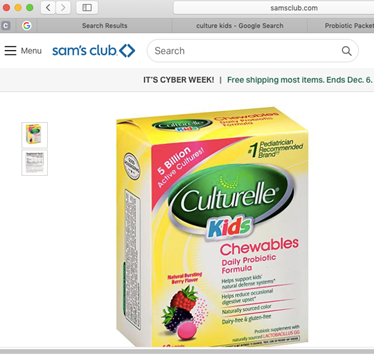 samsclub.com
Search Results
culture kids - Google Search
Probiotic Packet
Menu
sam's club
Search
IT'S CYBER WEEK! | Free shipping most items. Ends Dec. 6.
5 Billion
Active Cultures!
#1 Pediatrician
Recommended
Brand
Culturelle
Kids
Chewables
Daily Probiotic
Formula
Helps support kids'
natural defense systems
Helps reduce occasional
digestive upset
Naturally sourced color
Dairy-free & gluten-free
Natural Bursting
Berry Flavor
Probiotic supplement with
naturally sourced LACTOBACILLUS GG